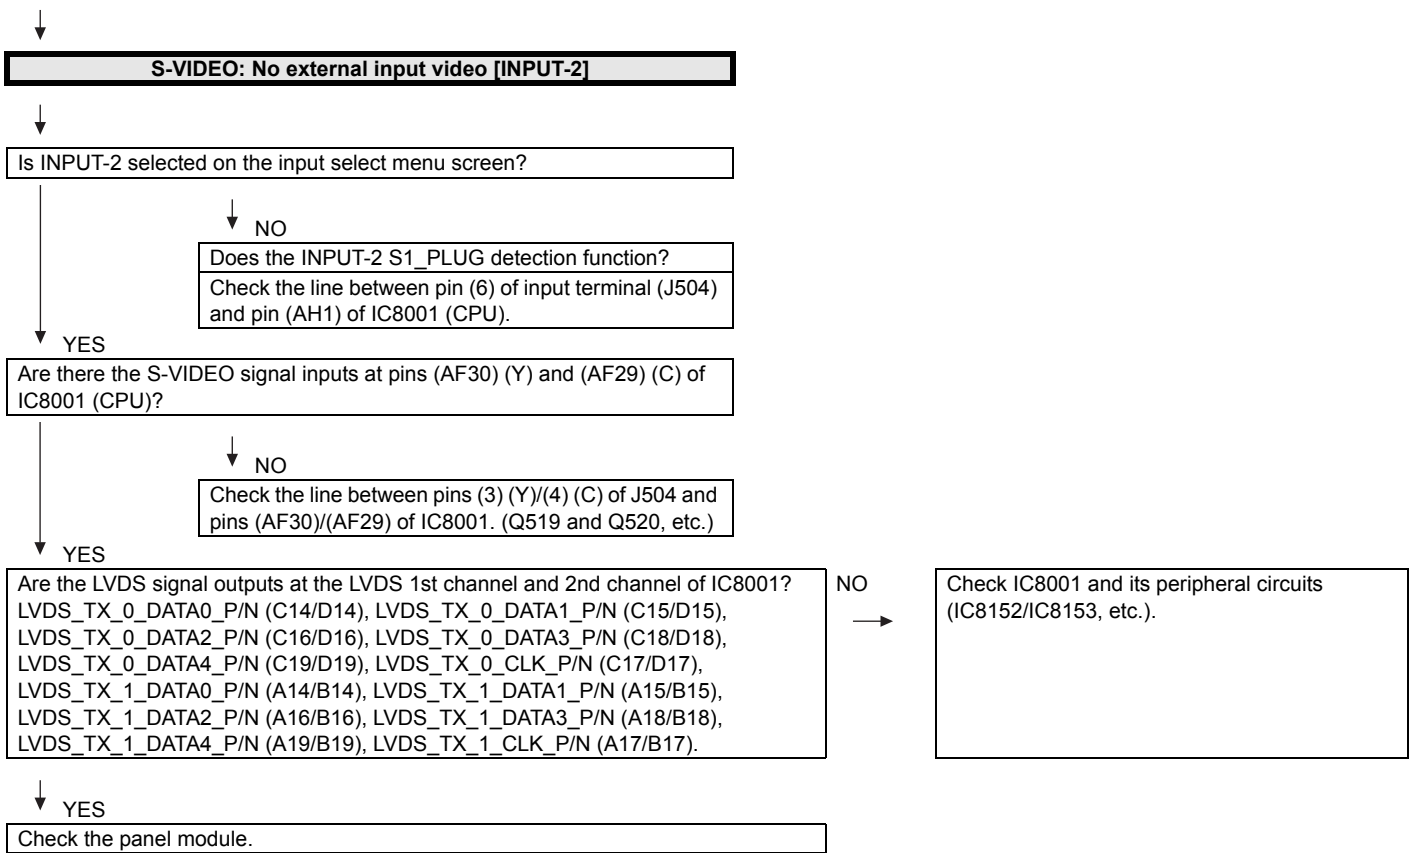 S-VIDEO: No external input video [INPUT-2]
Is INPUT-2 selected on the input select menu screen?
NO
Does the INPUT-2 S1_PLUG detection function?
Check the line between pin (6) of input terminal (J504)
and pin (AH1) of IC8001 (CPU).
YES
Are there the S-VIDEO signal inputs at pins (AF30) (Y) and (AF29) (C) of
IC8001 (CPU)?
NO
Check the line between pins (3) (Y)/(4) (C) of J504 and
pins (AF30)/(AF29) of IC8001. (Q519 and Q520, etc.)
YES
Are the LVDS signal outputs at the LVDS 1st channel and 2nd channel of IC8001?
LVDS_TX_0_DATA0_P/N (C14/D14), LVDS_TX_0_DATA1_P/N (C15/D15),
LVDS_TX_0_DATA2_P/N (C16/D16), LVDS_TX_0_DATA3_P/N (C18/D18),
LVDS_TX_0_DATA4_P/N (C19/D19), LVDS_TX_0_CLK_P/N (C17/D17),
LVDS_TX_1_DATA0_P/N (A14/B14), LVDS_TX_1_DATA1_P/N (A15/B15),
LVDS_TX_1_DATA2_P/N (A16/B16), LVDS_TX_1_DATA3_P/N (A18/B18),
LVDS_TX_1_DATA4_P/N (A19/B19), LVDS_TX_1_CLK_P/N (A17/B17).
NO
Check IC8001 and its peripheral circuits
(IC8152/IC8153, etc.).
YES
Check the panel module.